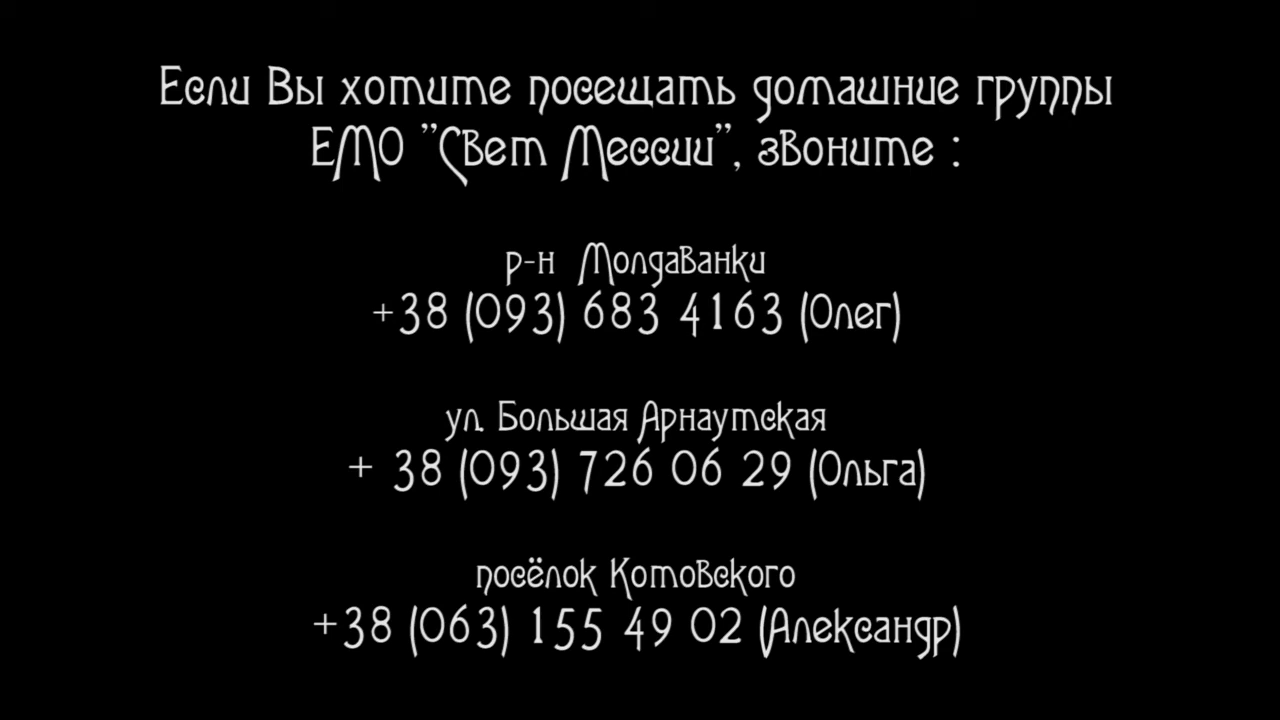 Если Вы хотите посещать домашние группы
ЕМО "Свет Мессии", звоните :
р-н Молдаванки
+38 (093) 683 4163 (Олег)
ул. Большая Арнаутская
+ 38 (093) 726 06 29 (Ольга)
посёлок Котовского
+38 (063) 155 49 02 (Александр)